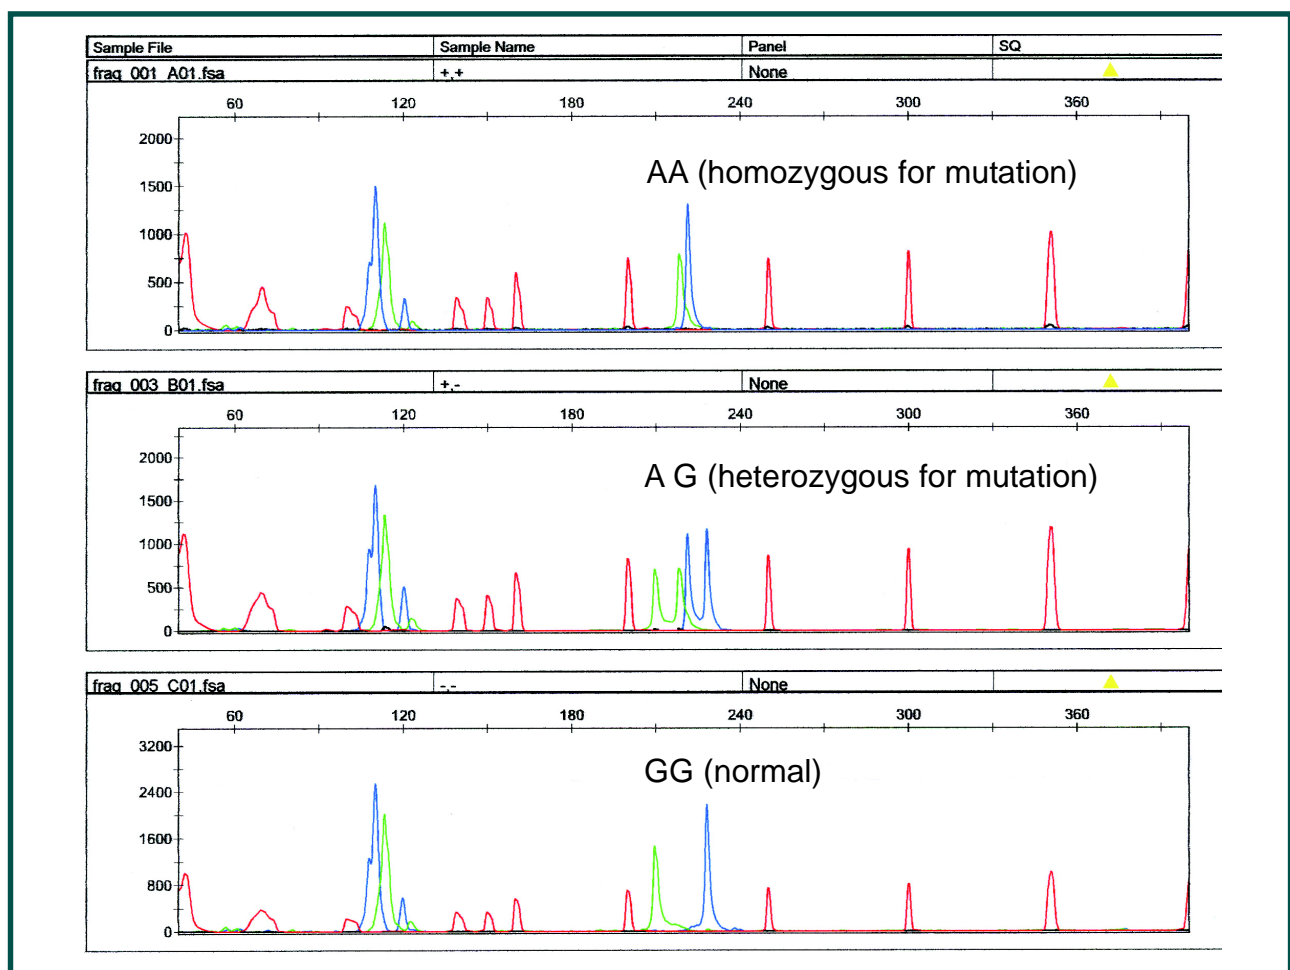 Sample File Sample Name Panel SQ
frag_001_A01.fsa +,+ None
60 120 180 240 300 360
2000
1500
1000
500
0
AA (homozygous for mutation)
frag_003_B01.fsa +,- None
60 120 180 240 300 360
2000
1500
1000
500
0
A G (heterozygous for mutation)
frag_005_C01.fsa -,- None
60 120 180 240 300 360
3200
2400
1600
800
0
GG (normal)